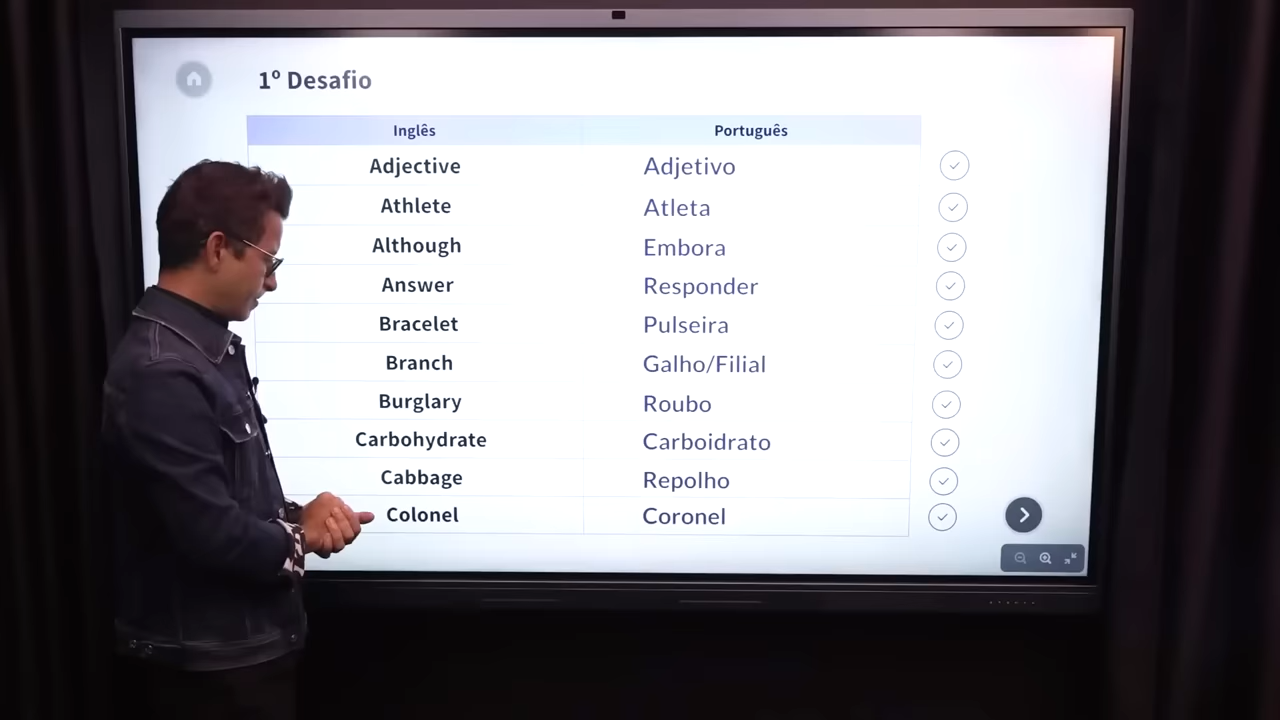 1º Desafio
Inglês Português
Adjective Adjetivo
Athlete Atleta
Although Embora
Answer Responder
Bracelet Pulseira
Branch Galho/Filial
Burglary Roubo
Carbohydrate Carboidrato
Cabbage Repolho
Colonel Coronel